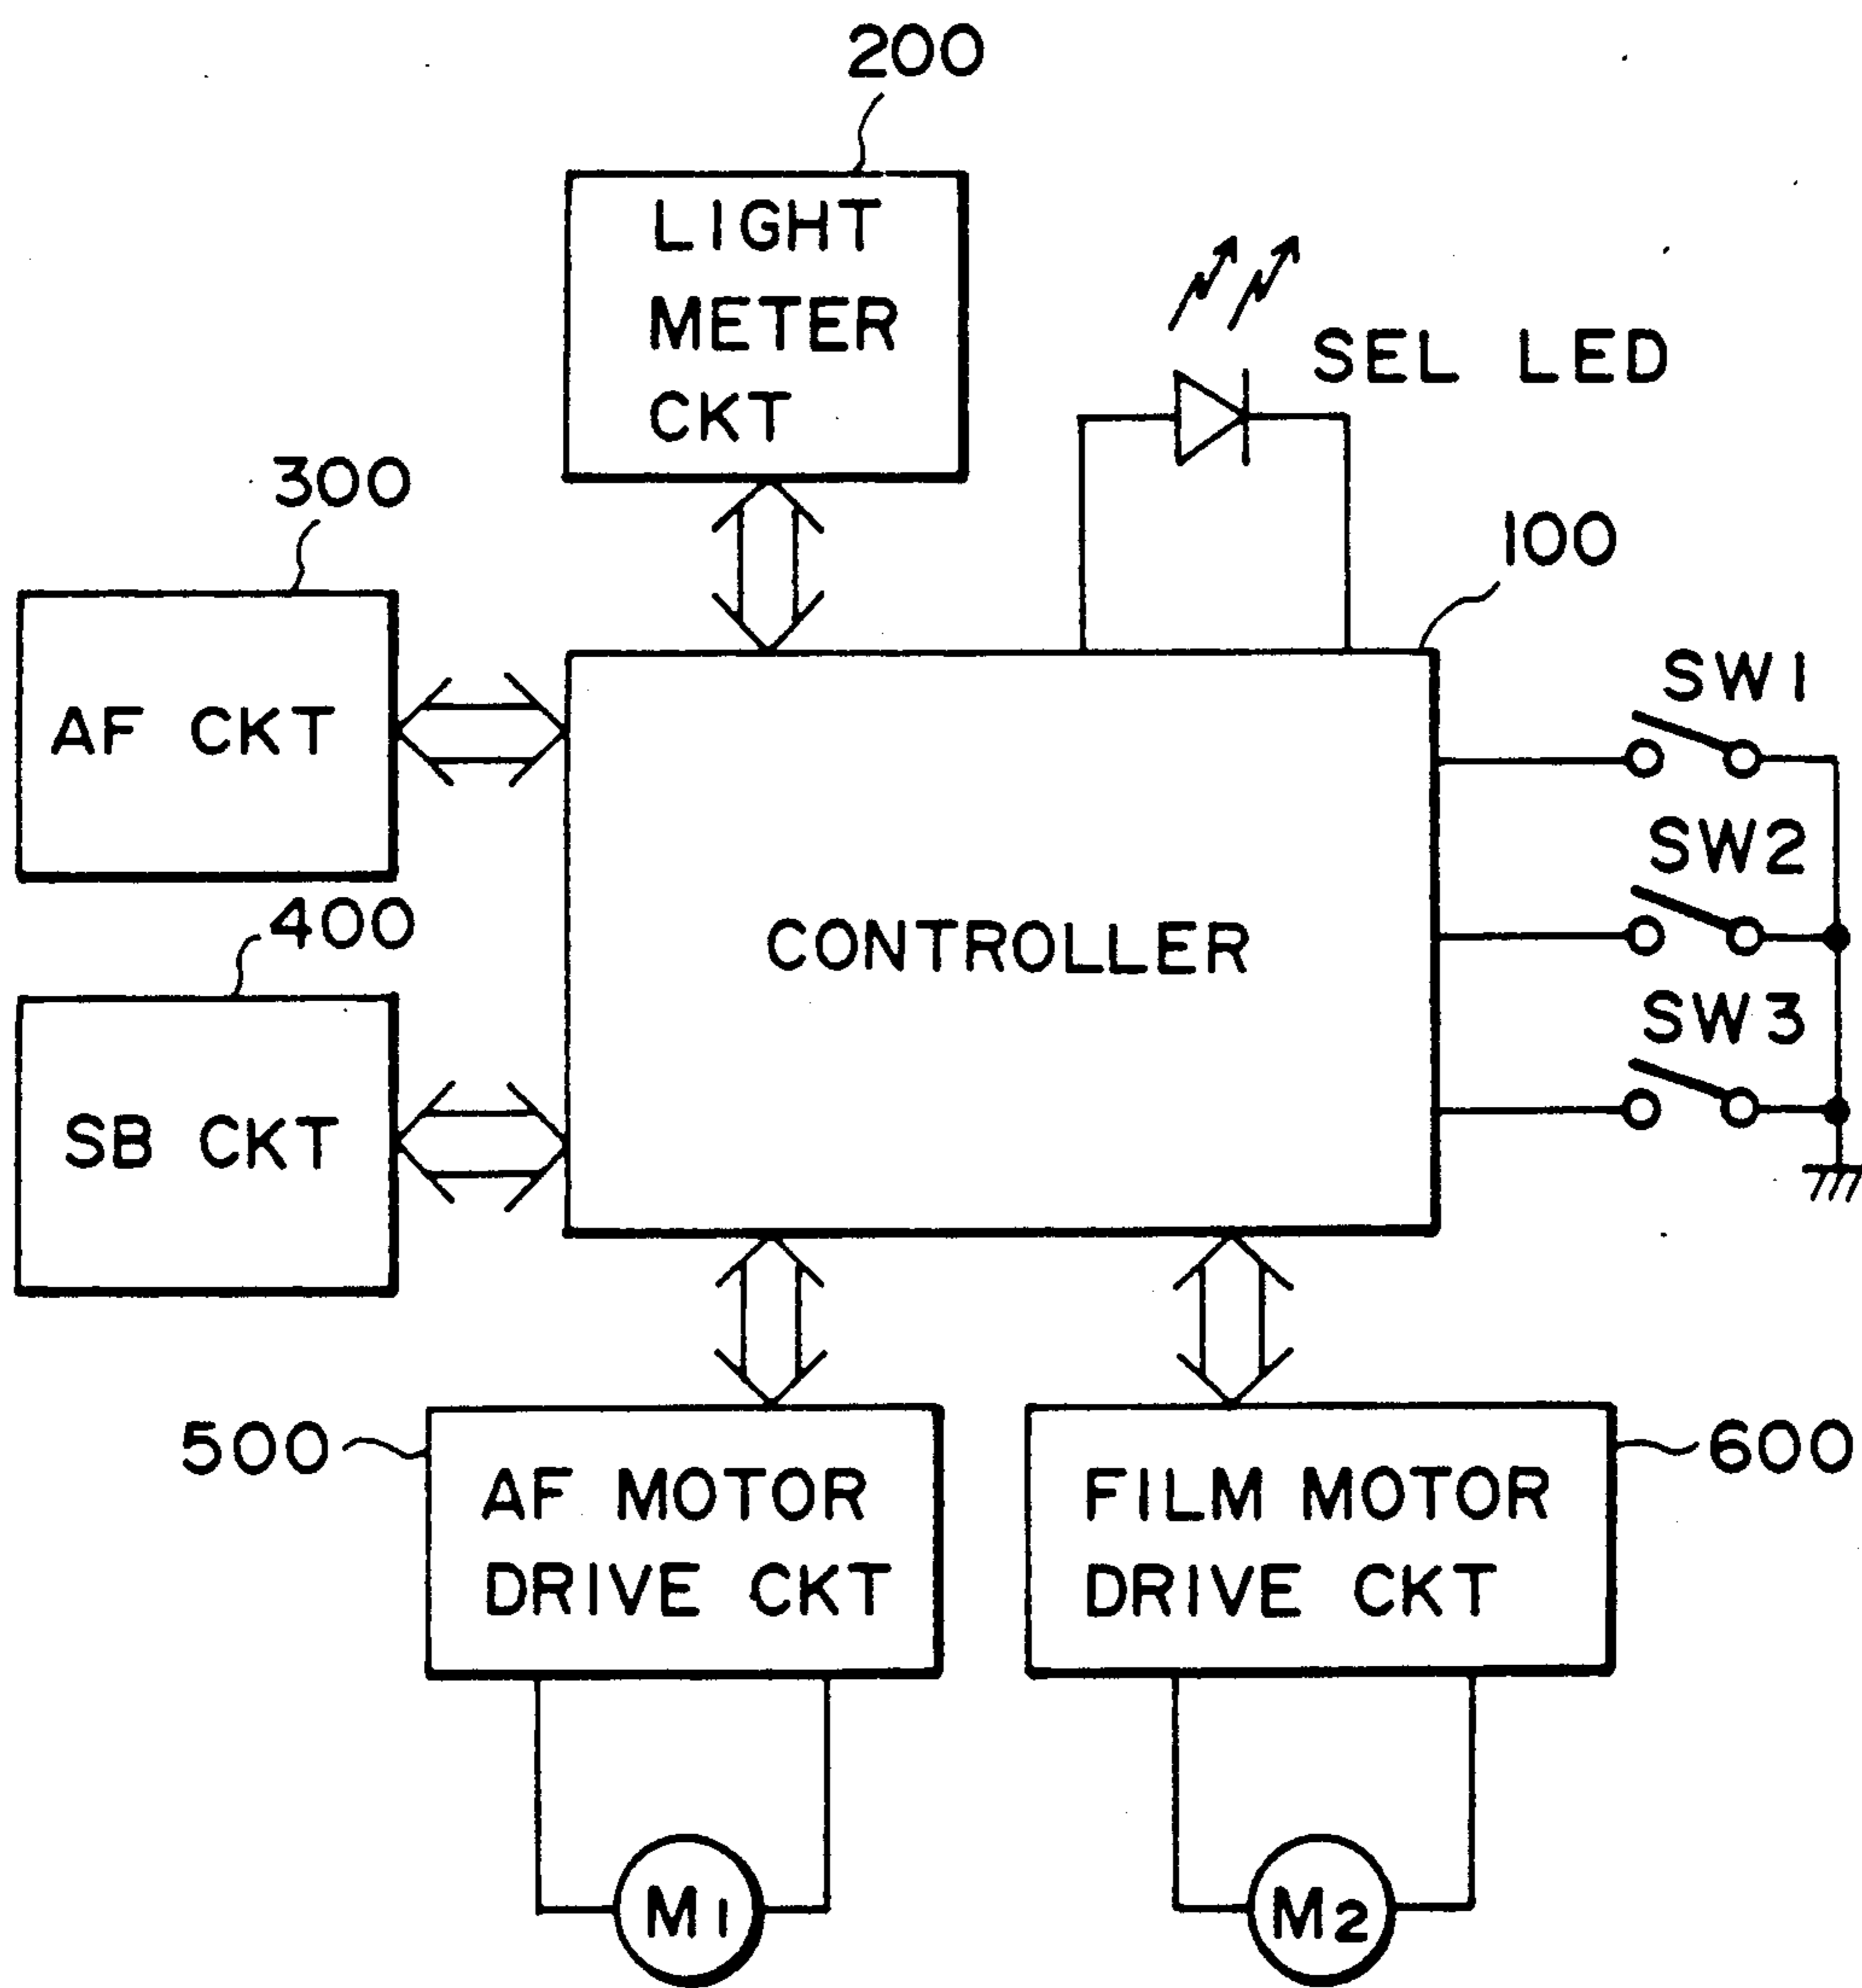 200
LIGHT
METER
CKT
SEL LED
300
100
AF CKT
SW1
SW2
400
CONTROLLER
SW3
SB CKT
500
AF MOTOR
DRIVE CKT
600
FILM MOTOR
DRIVE CKT
M1
M2